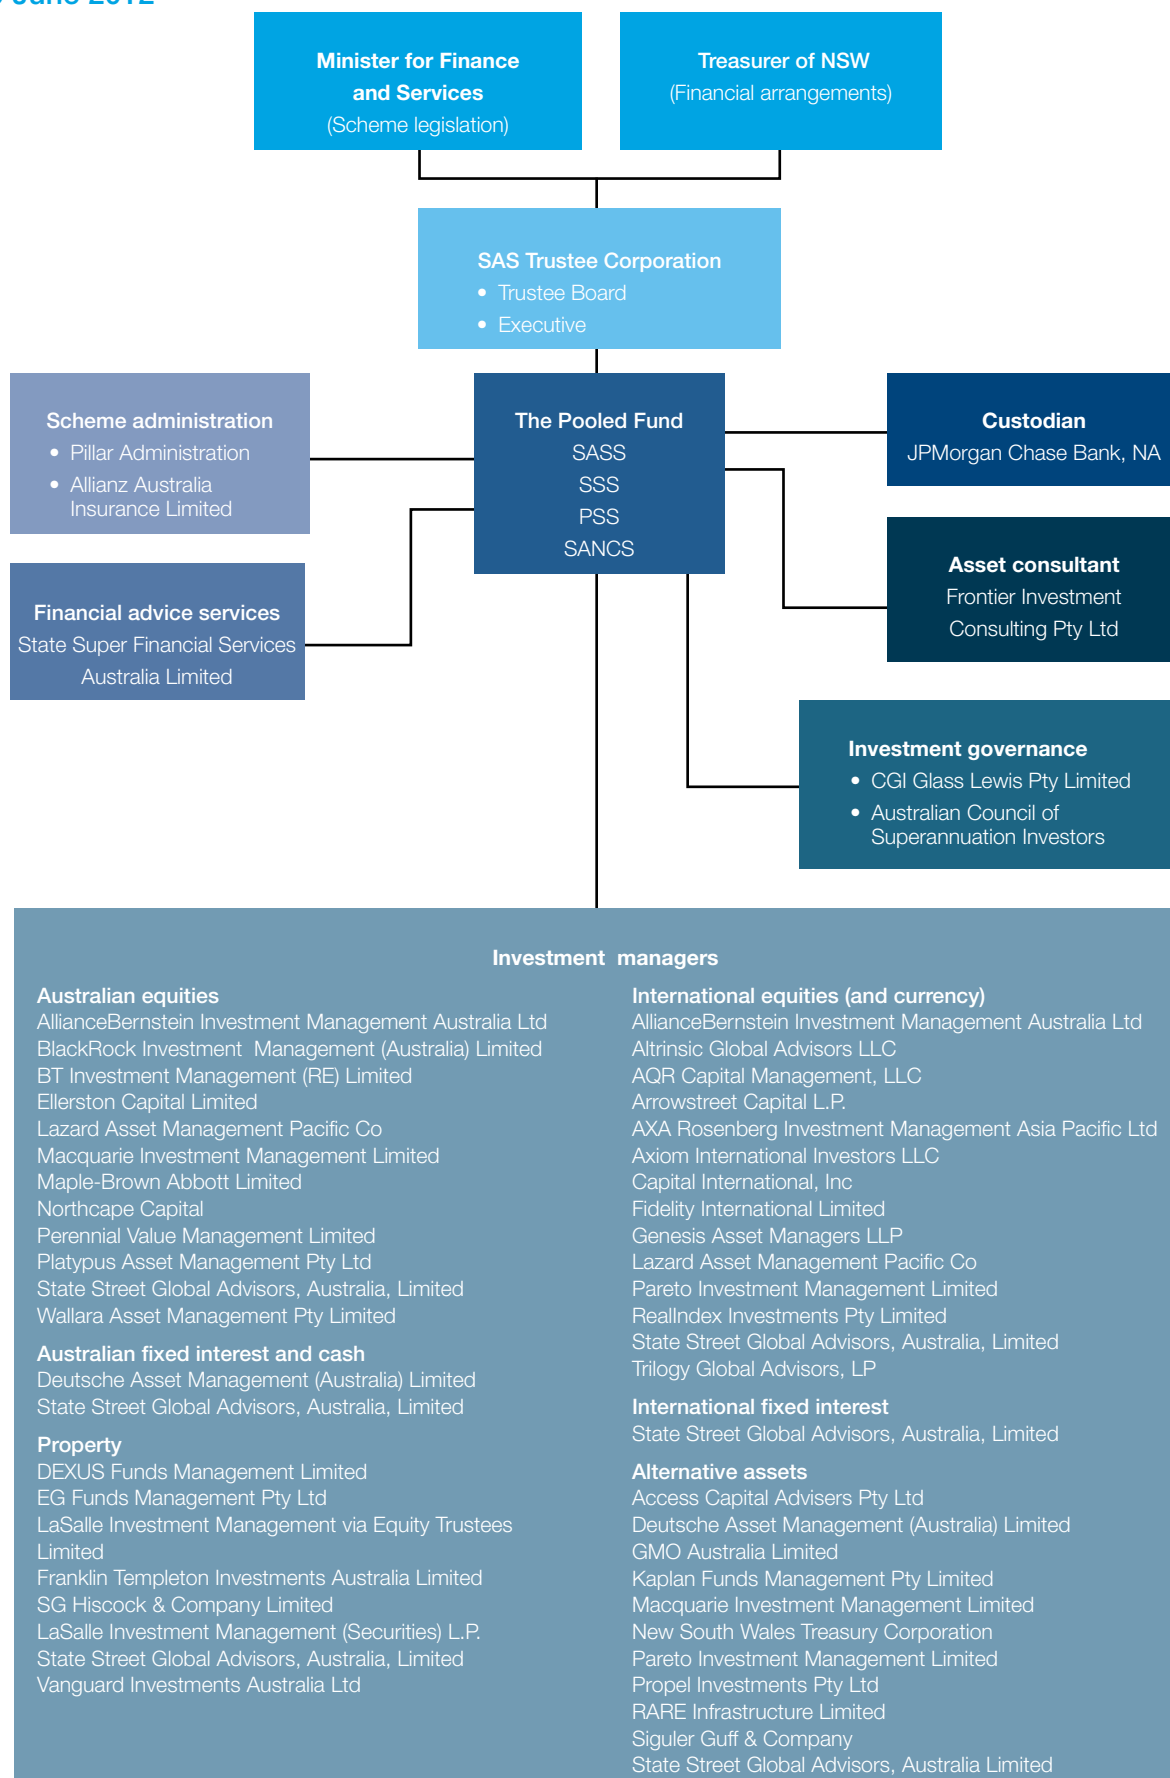 June 2012
Minister for Finance
and Services
(Scheme legislation)
Treasurer of NSW
(Financial arrangements)
SAS Trustee Corporation
• Trustee Board
• Executive
Scheme administration
• Pillar Administration
• Allianz Australia
Insurance Limited
The Pooled Fund
SASS
SSS
PSS
SANCS
Custodian
JPMorgan Chase Bank, NA
Financial advice services
State Super Financial Services
Australia Limited
Asset consultant
Frontier Investment
Consulting Pty Ltd
Investment governance
• CGI Glass Lewis Pty Limited
• Australian Council of
Superannuation Investors
Investment managers
Australian equities
AllianceBernstein Investment Management Australia Ltd
BlackRock Investment Management (Australia) Limited
BT Investment Management (RE) Limited
Ellerston Capital Limited
Lazard Asset Management Pacific Co
Macquarie Investment Management Limited
Maple-Brown Abbott Limited
Northcape Capital
Perennial Value Management Limited
Platypus Asset Management Pty Ltd
State Street Global Advisors, Australia, Limited
Wallara Asset Management Pty Limited
Australian fixed interest and cash
Deutsche Asset Management (Australia) Limited
State Street Global Advisors, Australia, Limited
Property
DEXUS Funds Management Limited
EG Funds Management Pty Ltd
LaSalle Investment Management via Equity Trustees
Limited
Franklin Templeton Investments Australia Limited
SG Hiscock & Company Limited
LaSalle Investment Management (Securities) L.P.
State Street Global Advisors, Australia, Limited
Vanguard Investments Australia Ltd
International equities (and currency)
AllianceBernstein Investment Management Australia Ltd
Altrinsic Global Advisors LLC
AQR Capital Management, LLC
Arrowstreet Capital L.P.
AXA Rosenberg Investment Management Asia Pacific Ltd
Axiom International Investors LLC
Capital International, Inc
Fidelity International Limited
Genesis Asset Managers LLP
Lazard Asset Management Pacific Co
Pareto Investment Management Limited
RealIndex Investments Pty Limited
State Street Global Advisors, Australia, Limited
Trilogy Global Advisors, LP
International fixed interest
State Street Global Advisors, Australia, Limited
Alternative assets
Access Capital Advisers Pty Ltd
Deutsche Asset Management (Australia) Limited
GMO Australia Limited
Kaplan Funds Management Pty Limited
Macquarie Investment Management Limited
New South Wales Treasury Corporation
Pareto Investment Management Limited
Propel Investments Pty Ltd
RARE Infrastructure Limited
Siguler Guff & Company
State Street Global Advisors, Australia Limited